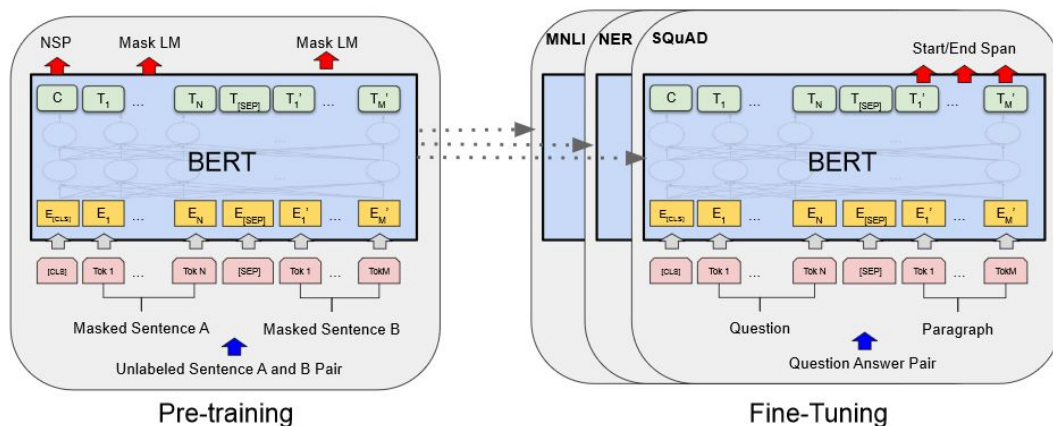 NSP Mask LM Mask LM
C T1 ... TN T[SEP] T1' ... TM'
BERT
E[CLS] E1 ... EN E[SEP] E1' ... EM'
[CLS] Tok 1 ... Tok N [SEP] Tok 1 ... TokM
Masked Sentence A Masked Sentence B
Unlabeled Sentence A and B Pair
Pre-training
MNLI NER SQuAD
Start/End Span
C T1 ... TN T[SEP] T1' ... TM'
BERT
E[CLS] E1 ... EN E[SEP] E1' ... EM'
[CLS] Tok 1 ... Tok N [SEP] Tok 1 ... TokM
Question Paragraph
Question Answer Pair
Fine-Tuning